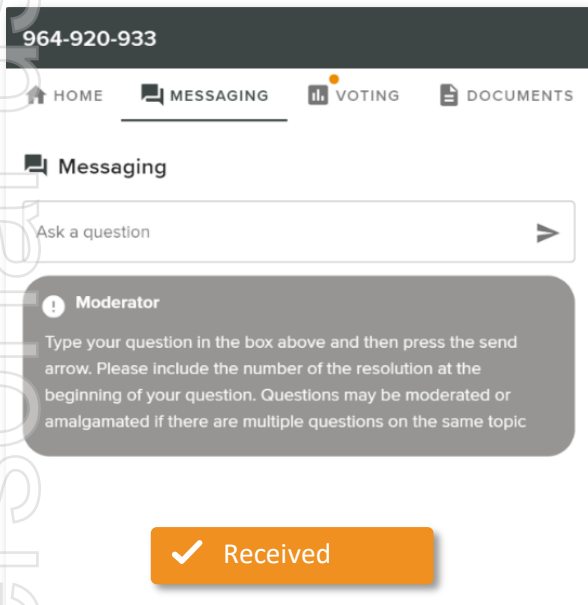 964-920-933
HOME MESSAGING VOTING DOCUMENTS
Messaging
Ask a question
Moderator
Type your question in the box above and then press the send
arrow. Please include the number of the resolution at the
beginning of your question. Questions may be moderated or
amalgamated if there are multiple questions on the same topic
Received